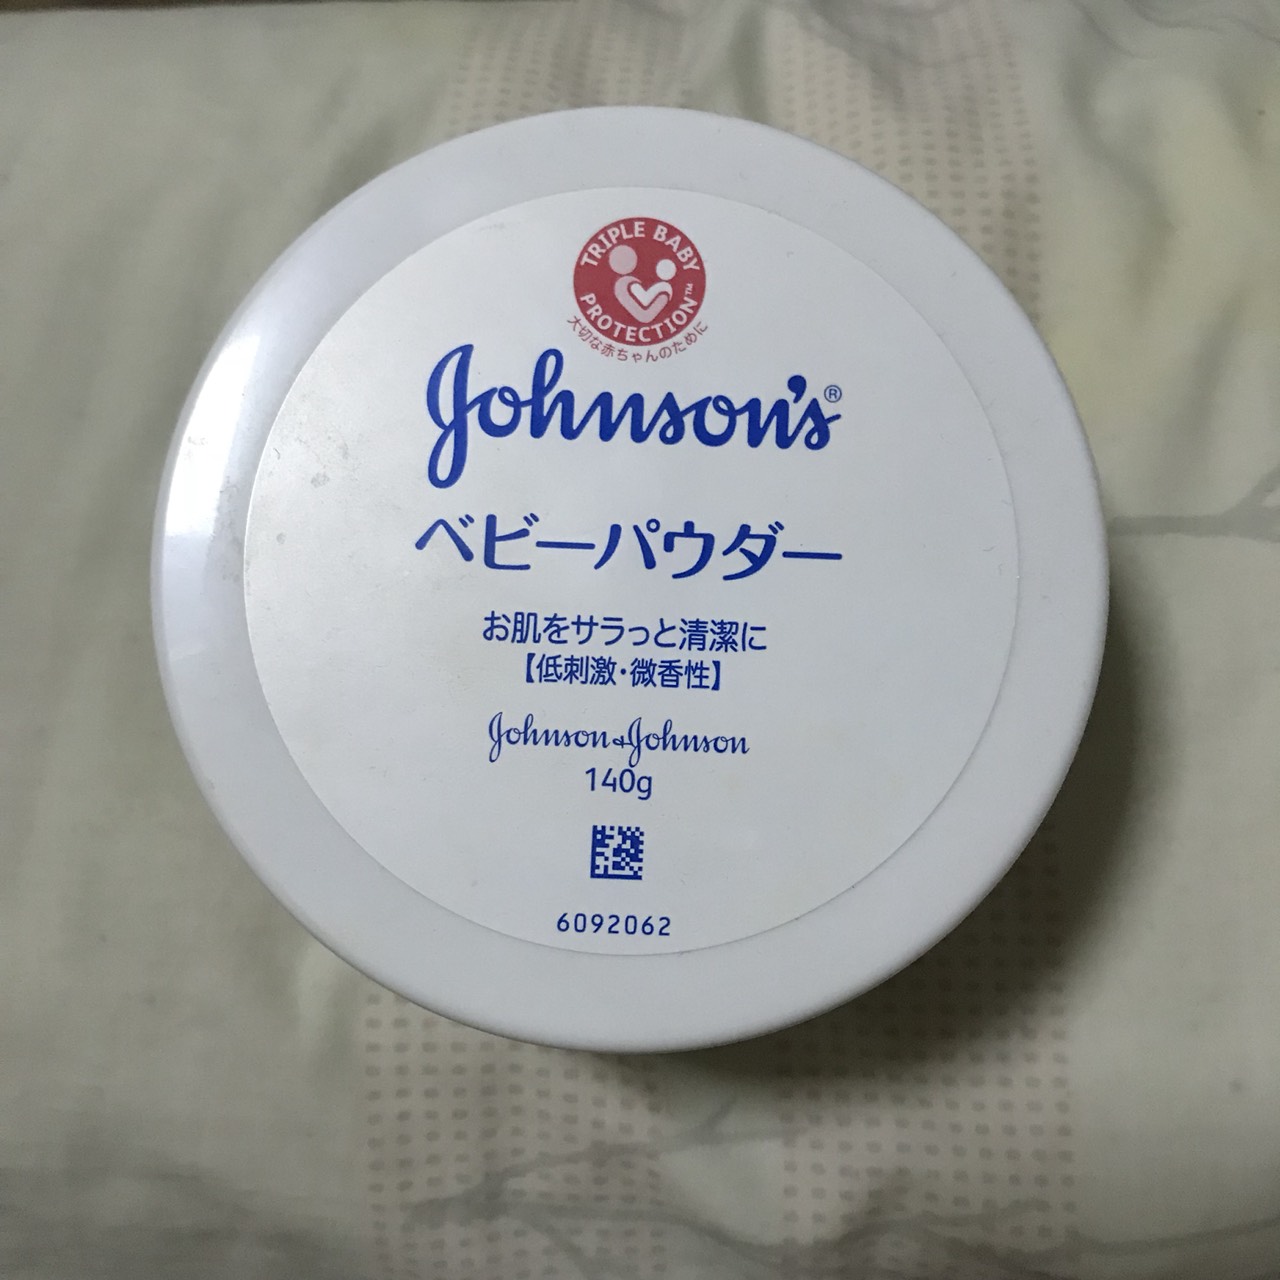 TRIPLE BABY
PROTECTION™
大切な赤ちゃんのために
Johnson's®
ベビーパウダー
お肌をサラっと清潔に
【低刺激・微香性】
Johnson & Johnson
140g
6092062